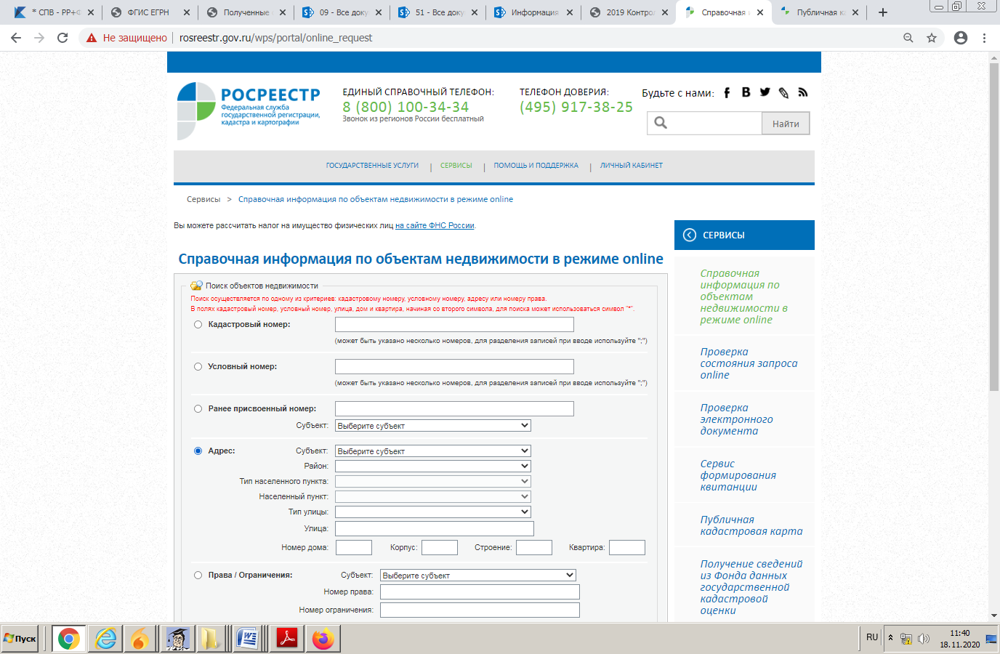 * СПВ - РР+Ф
ФГИС ЕГРН
Полученные
09 - Все доку
51 - Все доку
Информация
2019 Контрол
Справочная и
Публичная ка
Не защищено
rosreestr.gov.ru/wps/portal/online_request
РОСРЕЕСТР
Федеральная служба
государственной регистрации,
кадастра и картографии
ЕДИНЫЙ СПРАВОЧНЫЙ ТЕЛЕФОН:
8 (800) 100-34-34
Звонок из регионов России бесплатный
ТЕЛЕФОН ДОВЕРИЯ:
(495) 917-38-25
Будьте с нами:
Найти
ГОСУДАРСТВЕННЫЕ УСЛУГИ | СЕРВИСЫ | ПОМОЩЬ И ПОДДЕРЖКА | ЛИЧНЫЙ КАБИНЕТ
Сервисы > Справочная информация по объектам недвижимости в режиме online
Вы можете рассчитать налог на имущество физических лиц на сайте ФНС России.
Справочная информация по объектам недвижимости в режиме online
Поиск объектов недвижимости
Поиск осуществляется по одному из критериев: кадастровому номеру, условному номеру, адресу или номеру права.
В полях кадастровый номер, условный номер, улица, дом и квартира, начиная со второго символа, для поиска может использоваться символ "*".
Кадастровый номер:
(может быть указано несколько номеров, для разделения записей при вводе используйте ";")
Условный номер:
(может быть указано несколько номеров, для разделения записей при вводе используйте ";")
Ранее присвоенный номер:
Субъект: Выберите субъект
Адрес: Субъект: Выберите субъект
Район:
Тип населенного пункта:
Населенный пункт:
Тип улицы:
Улица:
Номер дома: Корпус: Строение: Квартира:
Права / Ограничения: Субъект: Выберите субъект
Номер права:
Номер ограничения:
СЕРВИСЫ
Справочная
информация по
объектам
недвижимости в
режиме online
Проверка
состояния запроса
online
Проверка
электронного
документа
Сервис
формирования
квитанции
Публичная
кадастровая карта
Получение сведений
из Фонда данных
государственной
кадастровой
оценки
Пуск
RU
11:40
18.11.2020